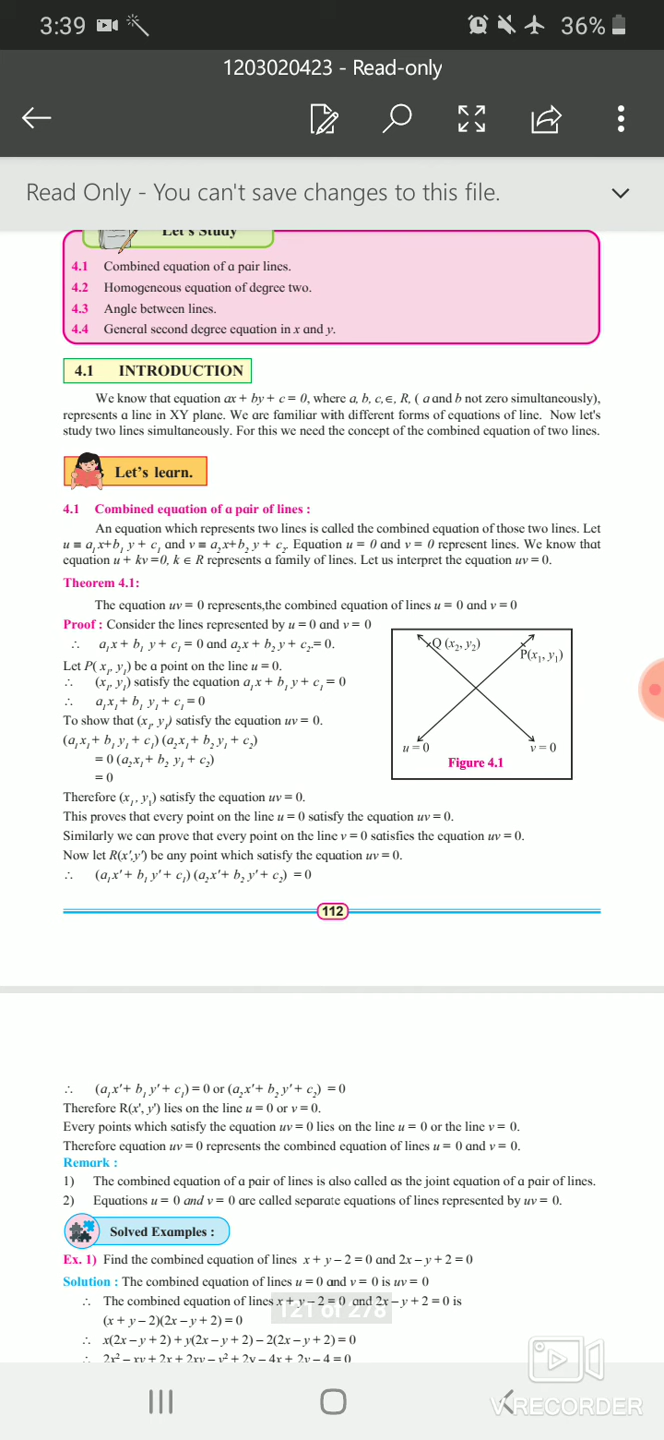 3:39
36%
1203020423 - Read-only
Read Only - You can't save changes to this file.
Let's Study
4.1 Combined equation of a pair lines.
4.2 Homogeneous equation of degree two.
4.3 Angle between lines.
4.4 General second degree equation in x and y.
4.1 INTRODUCTION
We know that equation ax + by + c = 0, where a, b, c,∈, R, ( a and b not zero simultaneously),
represents a line in XY plane. We are familiar with different forms of equations of line. Now let's
study two lines simultaneously. For this we need the concept of the combined equation of two lines.
Let's learn.
4.1 Combined equation of a pair of lines :
An equation which represents two lines is called the combined equation of those two lines. Let
u ≡ a₁x+b₁ y + c₁ and v ≡ a₂x+b₂ y + c₂. Equation u = 0 and v = 0 represent lines. We know that
equation u + kv =0, k ∈ R represents a family of lines. Let us interpret the equation uv = 0.
Theorem 4.1:
The equation uv = 0 represents,the combined equation of lines u = 0 and v = 0
Proof : Consider the lines represented by u = 0 and v = 0
∴ a₁x + b₁ y + c₁ = 0 and a₂x + b₂ y + c₂= 0.
Let P(x₁, y₁) be a point on the line u = 0.
∴ (x₁, y₁) satisfy the equation a₁x + b₁ y + c₁ = 0
∴ a₁x₁ + b₁ y₁ + c₁ = 0
To show that (x₁, y₁) satisfy the equation uv = 0.
(a₁x₁ + b₁ y₁ + c₁) (a₂x₁ + b₂ y₁ + c₂)
= 0 (a₂x₁ + b₂ y₁ + c₂)
= 0
Q (x₂, y₂)
P(x₁, y₁)
u = 0
v = 0
Figure 4.1
Therefore (x₁, y₁) satisfy the equation uv = 0.
This proves that every point on the line u = 0 satisfy the equation uv = 0.
Similarly we can prove that every point on the line v = 0 satisfies the equation uv = 0.
Now let R(x′,y′) be any point which satisfy the equation uv = 0.
∴ (a₁x′ + b₁ y′ + c₁) (a₂x′+ b₂ y′+ c₂) = 0
112
∴ (a₁x′+ b₁ y′ + c₁) = 0 or (a₂x′+ b₂ y′+ c₂) = 0
Therefore R(x′, y′) lies on the line u = 0 or v = 0.
Every points which satisfy the equation uv = 0 lies on the line u = 0 or the line v = 0.
Therefore equation uv = 0 represents the combined equation of lines u = 0 and v = 0.
Remark :
1) The combined equation of a pair of lines is also called as the joint equation of a pair of lines.
2) Equations u = 0 and v = 0 are called separate equations of lines represented by uv = 0.
Solved Examples :
Ex. 1) Find the combined equation of lines x + y – 2 = 0 and 2x – y + 2 = 0
Solution : The combined equation of lines u = 0 and v = 0 is uv = 0
∴ The combined equation of lines x + y – 2 = 0 and 2x – y + 2 = 0 is
121 of 278
(x + y – 2)(2x – y + 2) = 0
∴ x(2x – y + 2) + y(2x – y + 2) – 2(2x – y + 2) = 0
∴ 2x² – xy + 2x + 2xy – y² + 2y – 4x + 2y – 4 = 0
V RECORDER